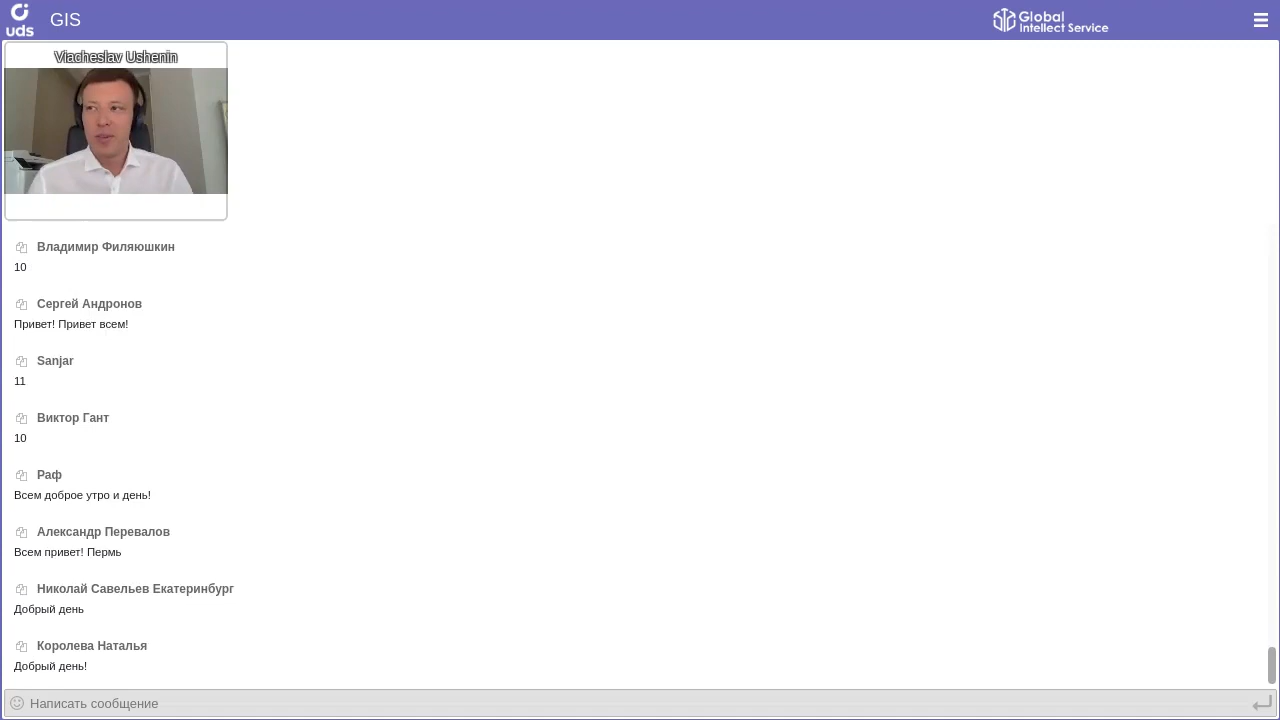 uds
GIS
Global
Intellect Service
Viacheslav Ushenin
Владимир Филяюшкин
10
Сергей Андронов
Привет! Привет всем!
Sanjar
11
Виктор Гант
10
Раф
Всем доброе утро и день!
Александр Перевалов
Всем привет! Пермь
Николай Савельев Екатеринбург
Добрый день
Королева Наталья
Добрый день!
Написать сообщение